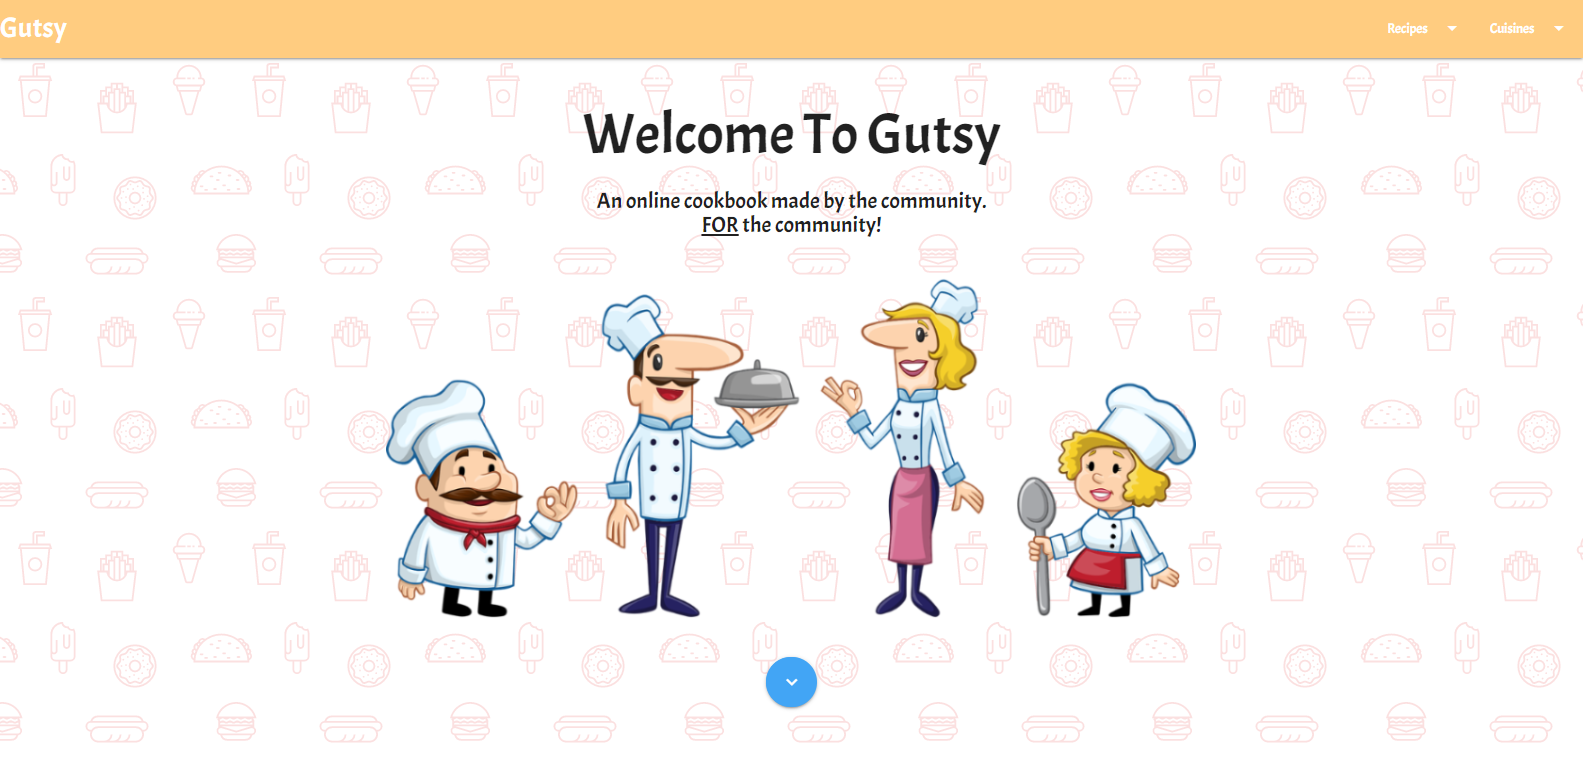 Gutsy
Recipes
Cuisines
Welcome To Gutsy
An online cookbook made by the community.
FOR the community!